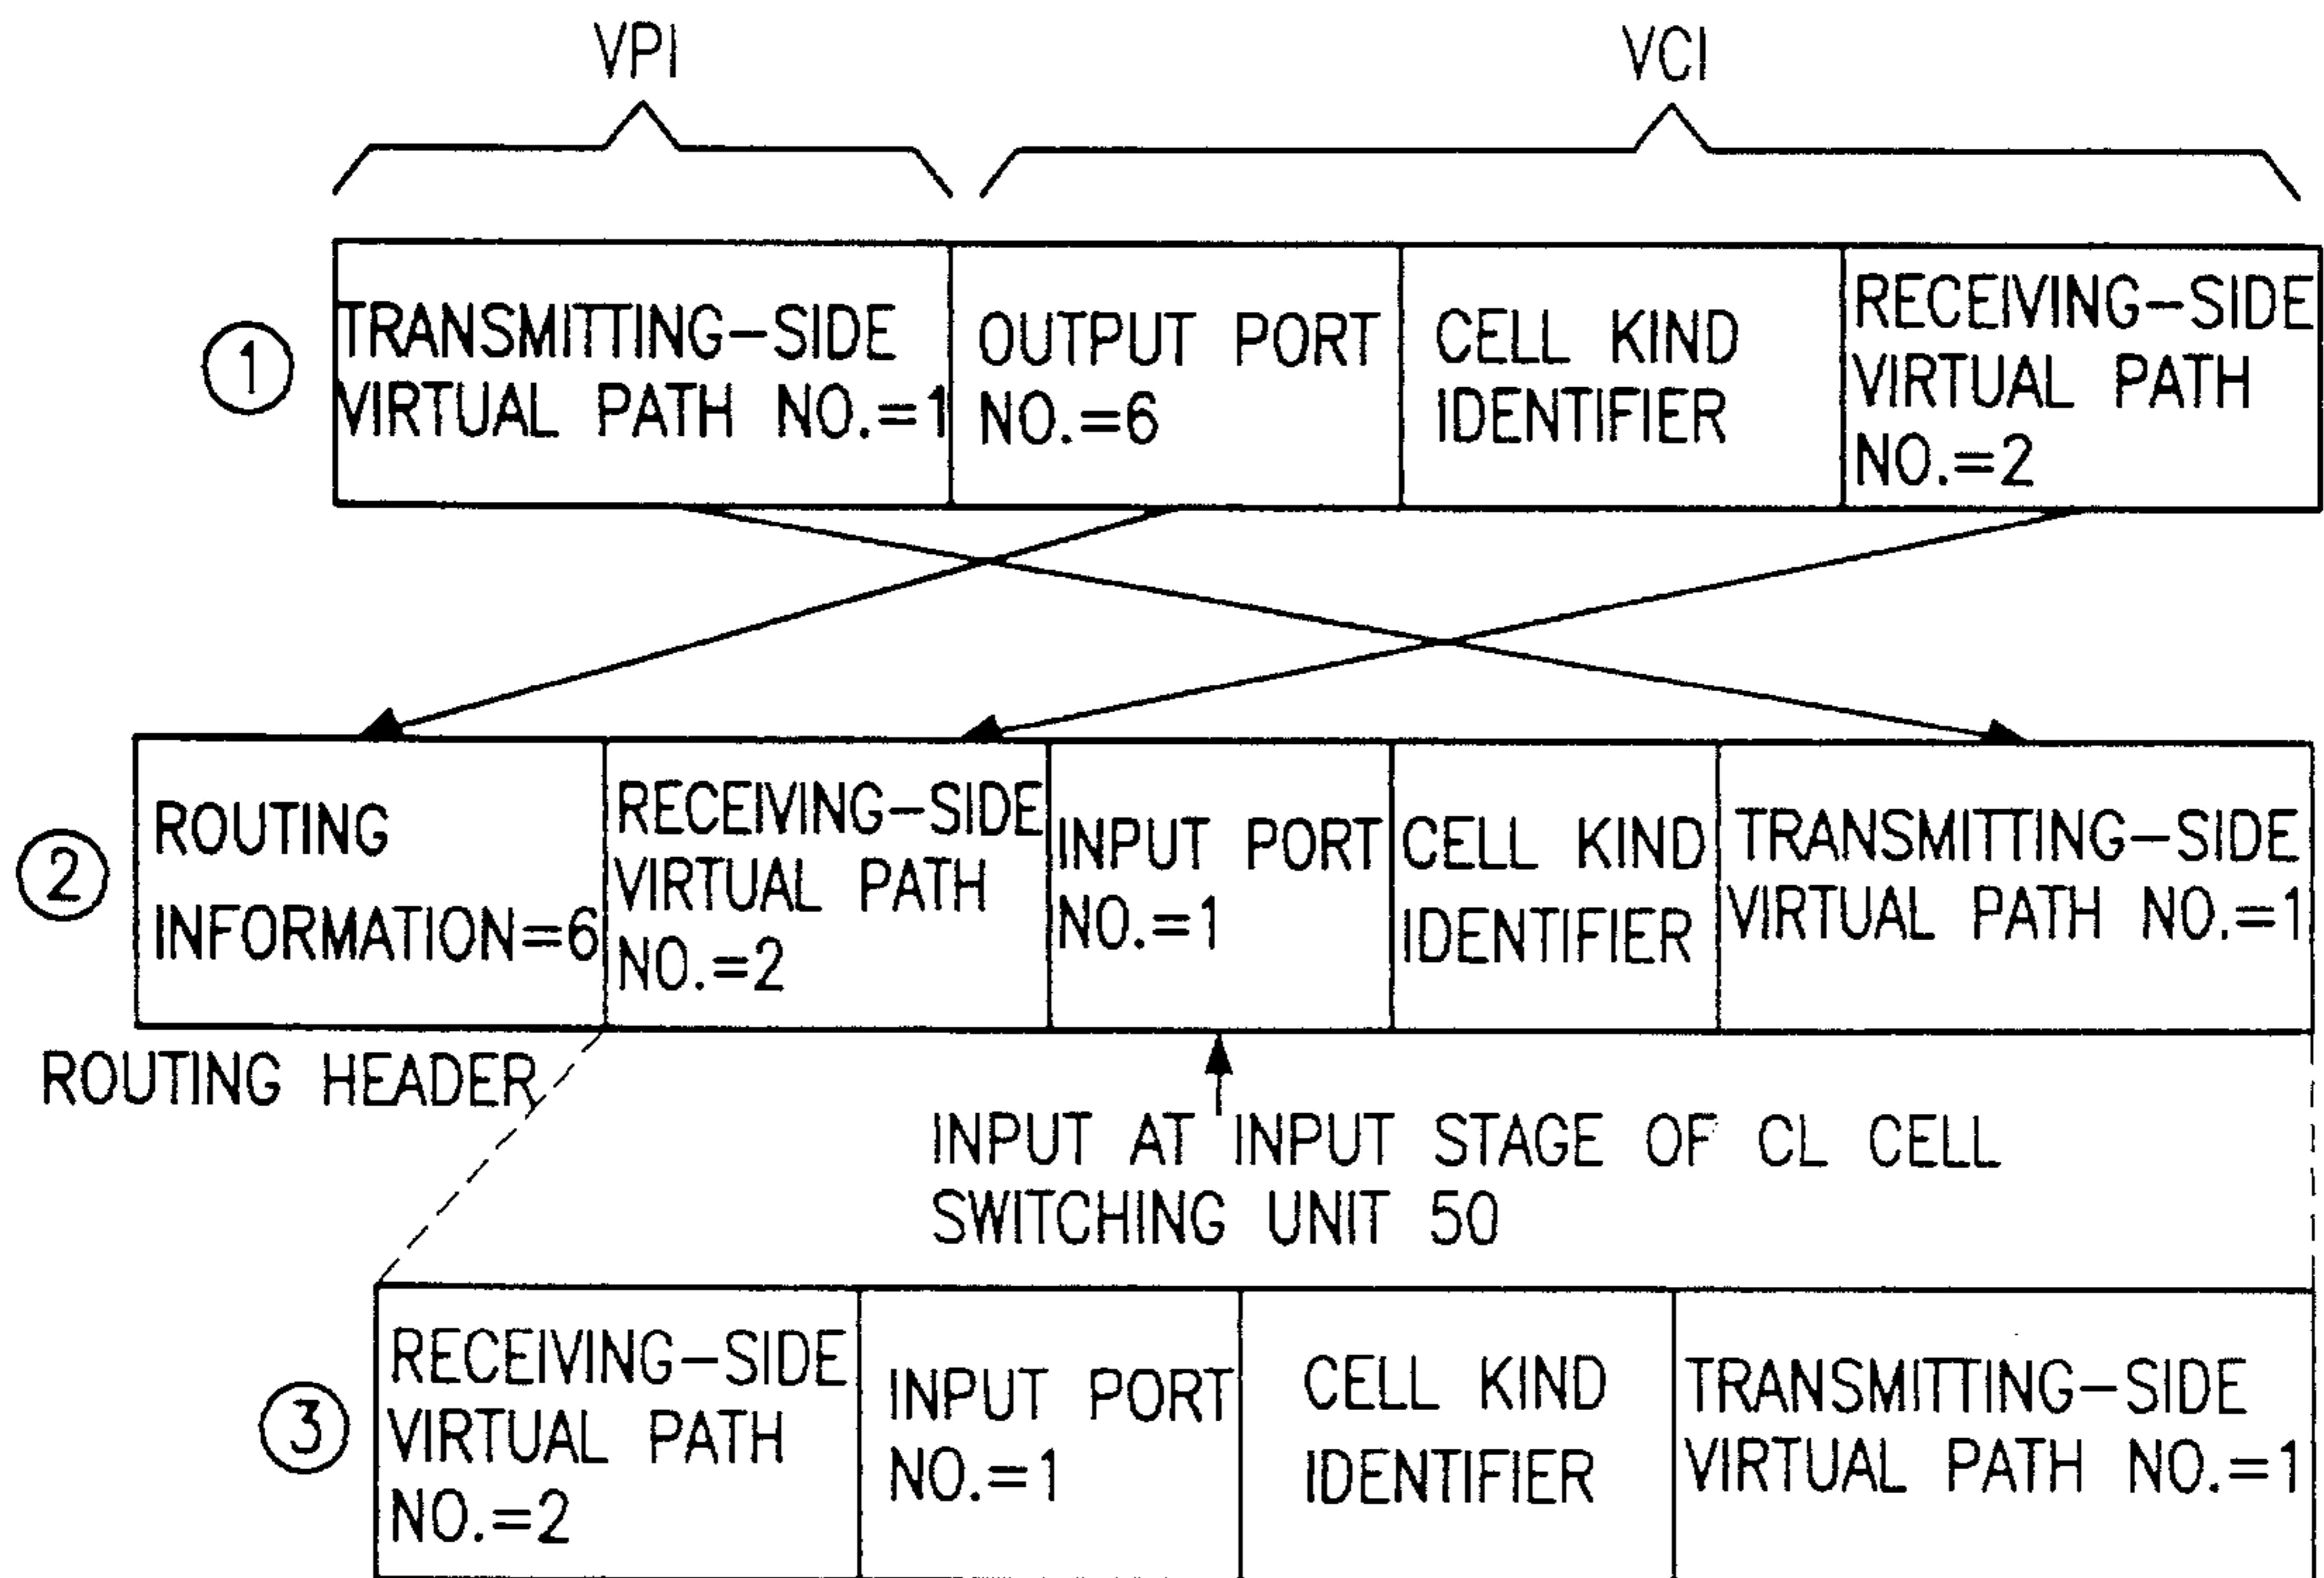 VPI
VCI
①
TRANSMITTING-SIDE
VIRTUAL PATH NO.=1
OUTPUT PORT
NO.=6
CELL KIND
IDENTIFIER
RECEIVING-SIDE
VIRTUAL PATH
NO.=2
②
ROUTING
INFORMATION=6
RECEIVING-SIDE
VIRTUAL PATH
NO.=2
INPUT PORT
NO.=1
CELL KIND
IDENTIFIER
TRANSMITTING-SIDE
VIRTUAL PATH NO.=1
ROUTING HEADER
INPUT AT INPUT STAGE OF CL CELL
SWITCHING UNIT 50
③
RECEIVING-SIDE
VIRTUAL PATH
NO.=2
INPUT PORT
NO.=1
CELL KIND
IDENTIFIER
TRANSMITTING-SIDE
VIRTUAL PATH NO.=1